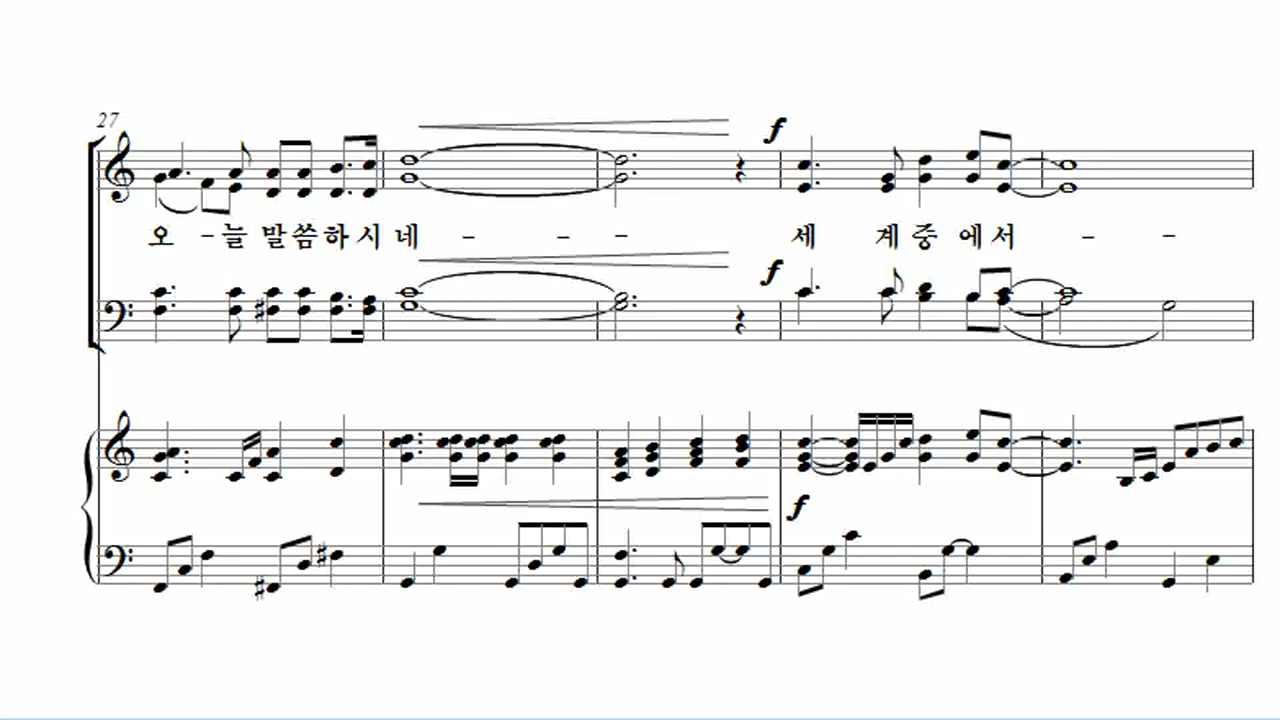 27
f
오 - 늘 말 씀 하 시 네 - - - 세 계 중 에 서 - -
f
f